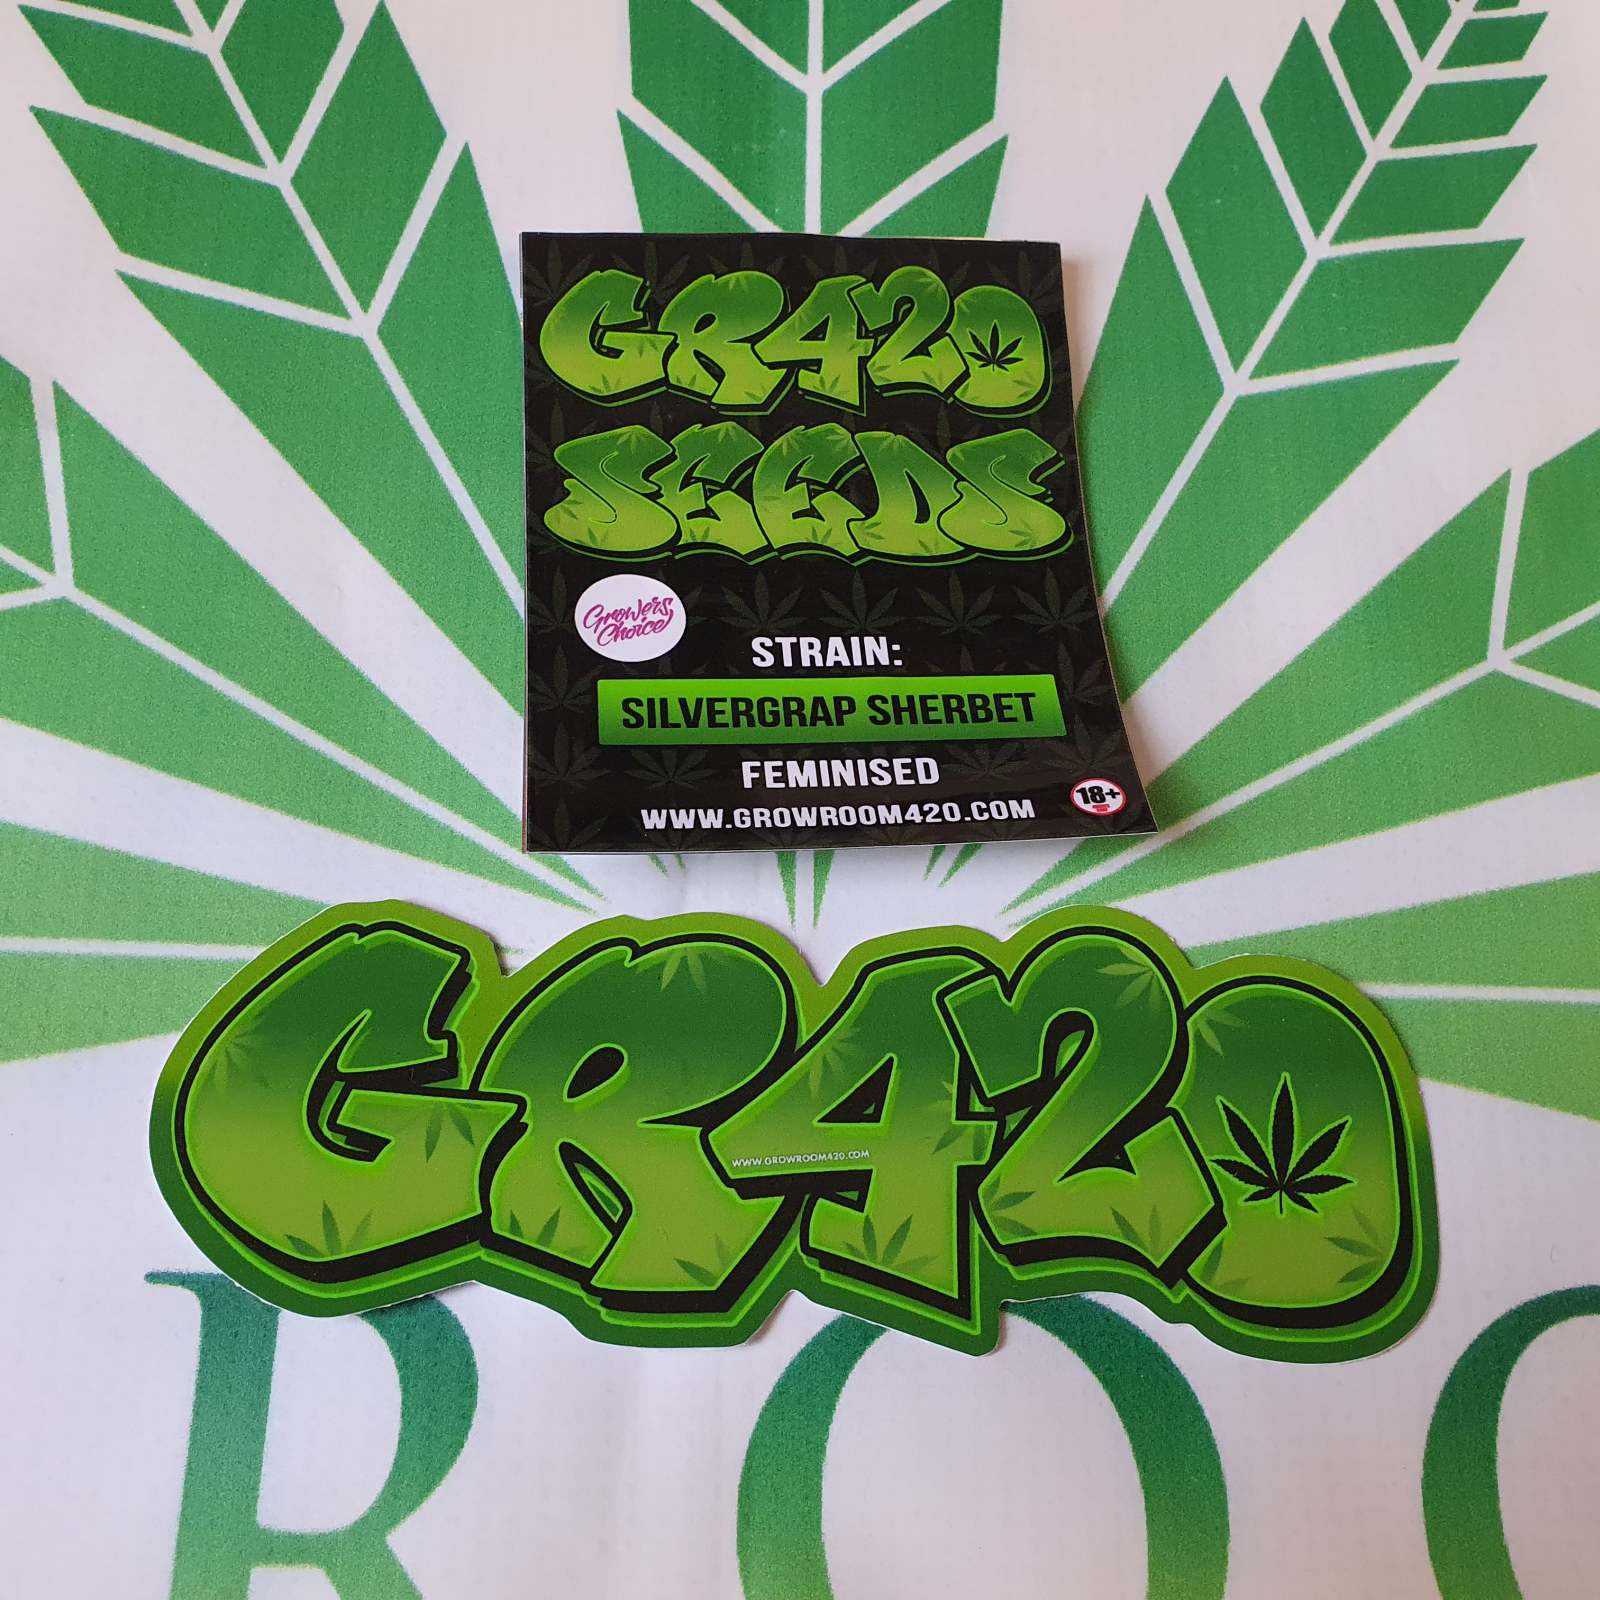 GR420
SEEDS
Growers
Choice
STRAIN:
SILVERGRAP SHERBET
FEMINISED
18+
WWW.GROWROOM420.COM
GR420
WWW.GROWROOM420.COM
R O